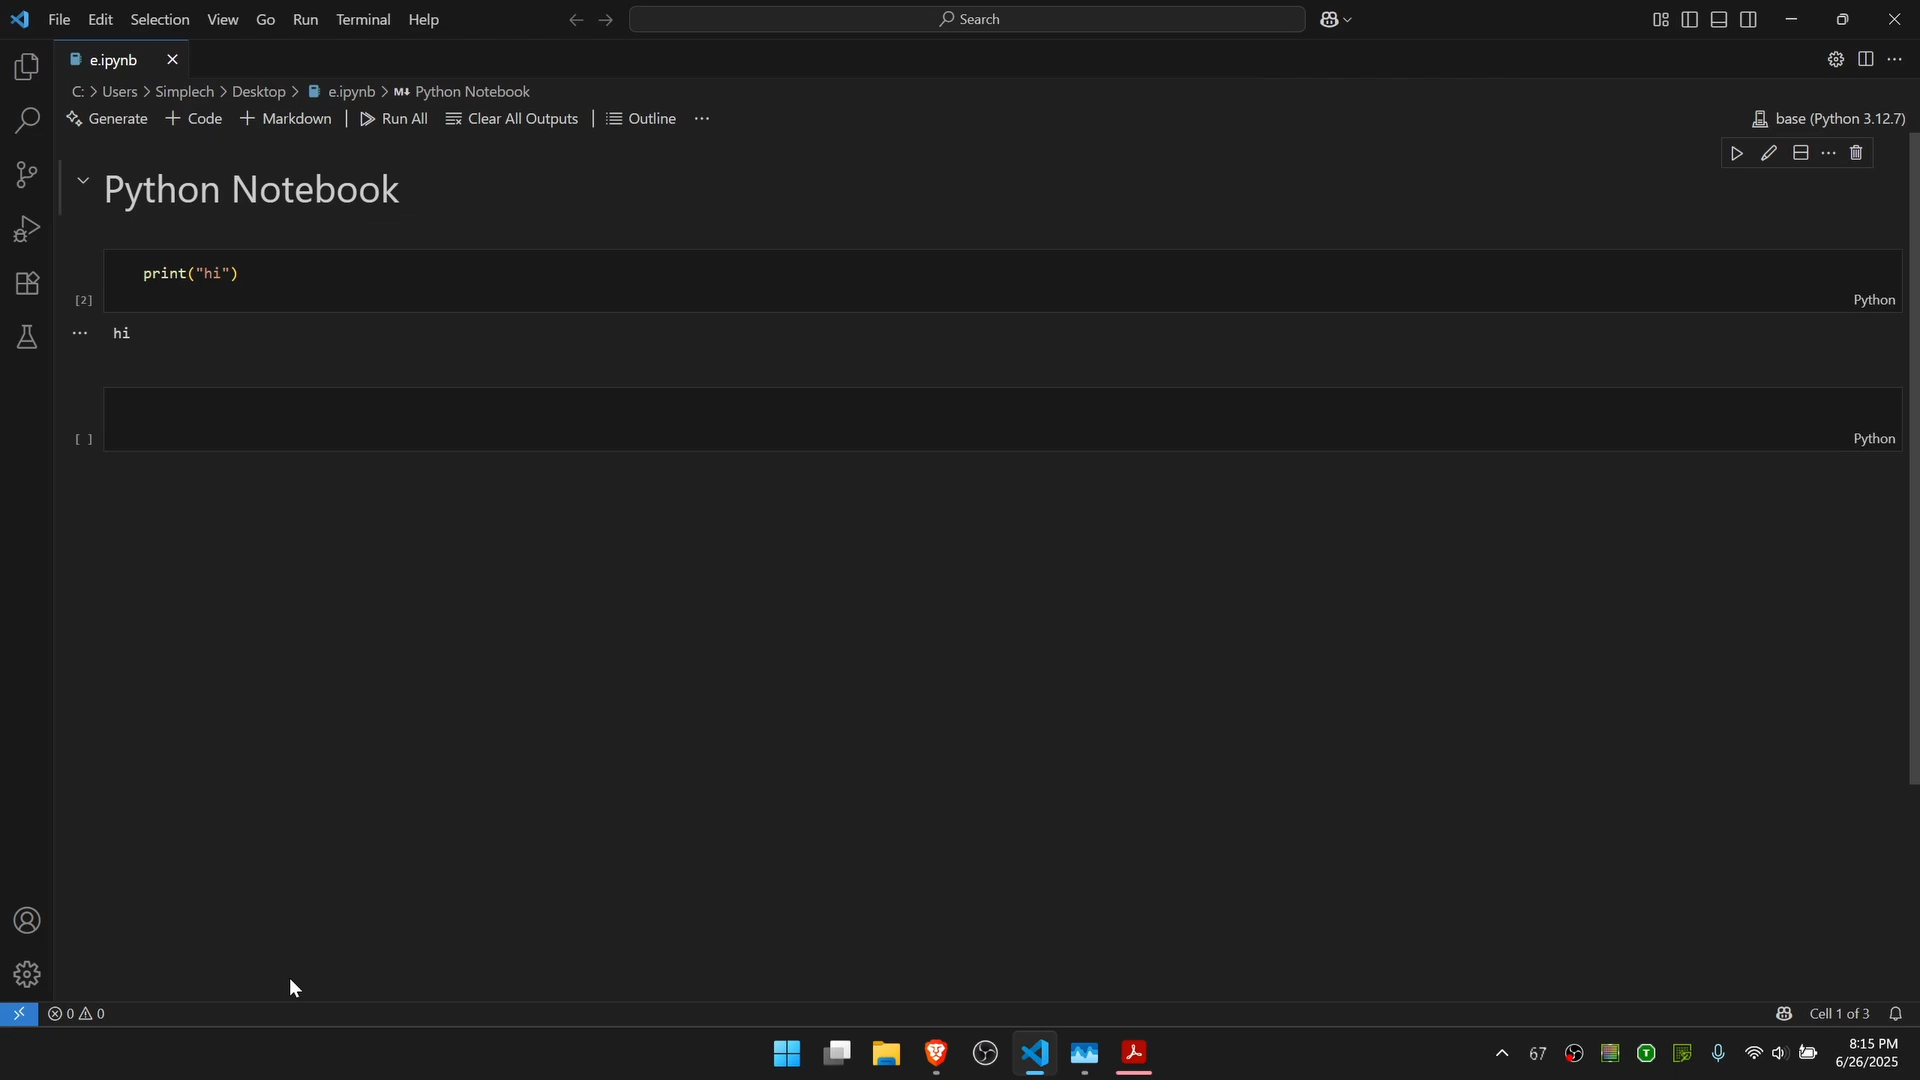 File Edit Selection View Go Run Terminal Help Search
e.ipynb
C: > Users > Simplech > Desktop > e.ipynb > M↓ Python Notebook
Generate + Code + Markdown Run All Clear All Outputs Outline ... base (Python 3.12.7)
Python Notebook
print("hi")
[2] Python
hi
[ ] Python
0 0 Cell 1 of 3
67 8:15 PM
6/26/2025